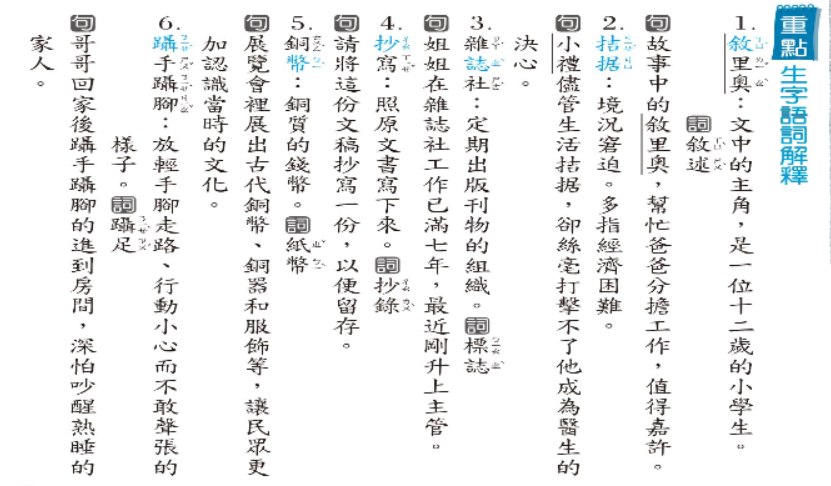 重點 生字語詞解釋
1.敘里奧：文中的主角，是一位十二歲的小學生。
詞敘述
句故事中的敘里奧，幫忙爸爸分擔工作，值得嘉許。
2.拮据：境況窘迫。多指經濟困難。
句小禮儘管生活拮据，卻絲毫打擊不了他成為醫生的
決心。
3.雜誌社：定期出版刊物的組織。詞標誌
句姐姐在雜誌社工作已滿七年，最近剛升上主管。
4.抄寫：照原文書寫下來。詞抄錄
句請將這份文稿抄寫一份，以便留存。
5.銅幣：銅質的錢幣。詞紙幣
句展覽會裡展出古代銅幣、銅器和服飾等，讓民眾更
加認識當時的文化。
6.躡手躡腳：放輕手腳走路、行動小心而不敢聲張的
樣子。詞躡足
句哥哥回家後躡手躡腳的進到房間，深怕吵醒熟睡的
家人。